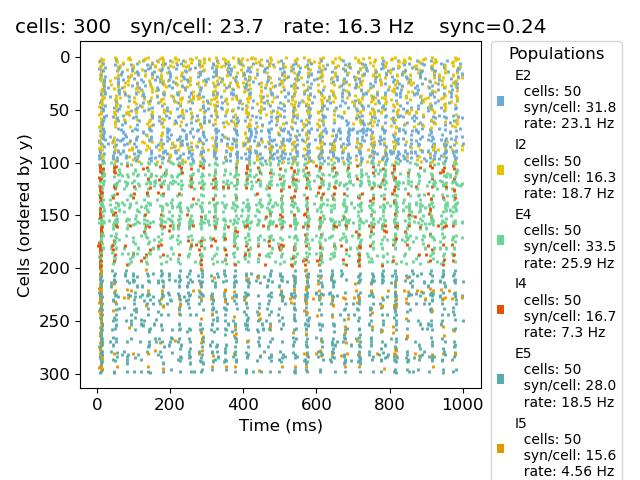 cells: 300   syn/cell: 23.7   rate: 16.3 Hz    sync=0.24
Populations
E2
cells: 50
syn/cell: 31.8
rate: 23.1 Hz
I2
cells: 50
syn/cell: 16.3
rate: 18.7 Hz
E4
cells: 50
syn/cell: 33.5
rate: 25.9 Hz
I4
cells: 50
syn/cell: 16.7
rate: 7.3 Hz
E5
cells: 50
syn/cell: 28.0
rate: 18.5 Hz
I5
cells: 50
syn/cell: 15.6
rate: 4.56 Hz
Cells (ordered by y)
0
50
100
150
200
250
300
0 200 400 600 800 1000
Time (ms)